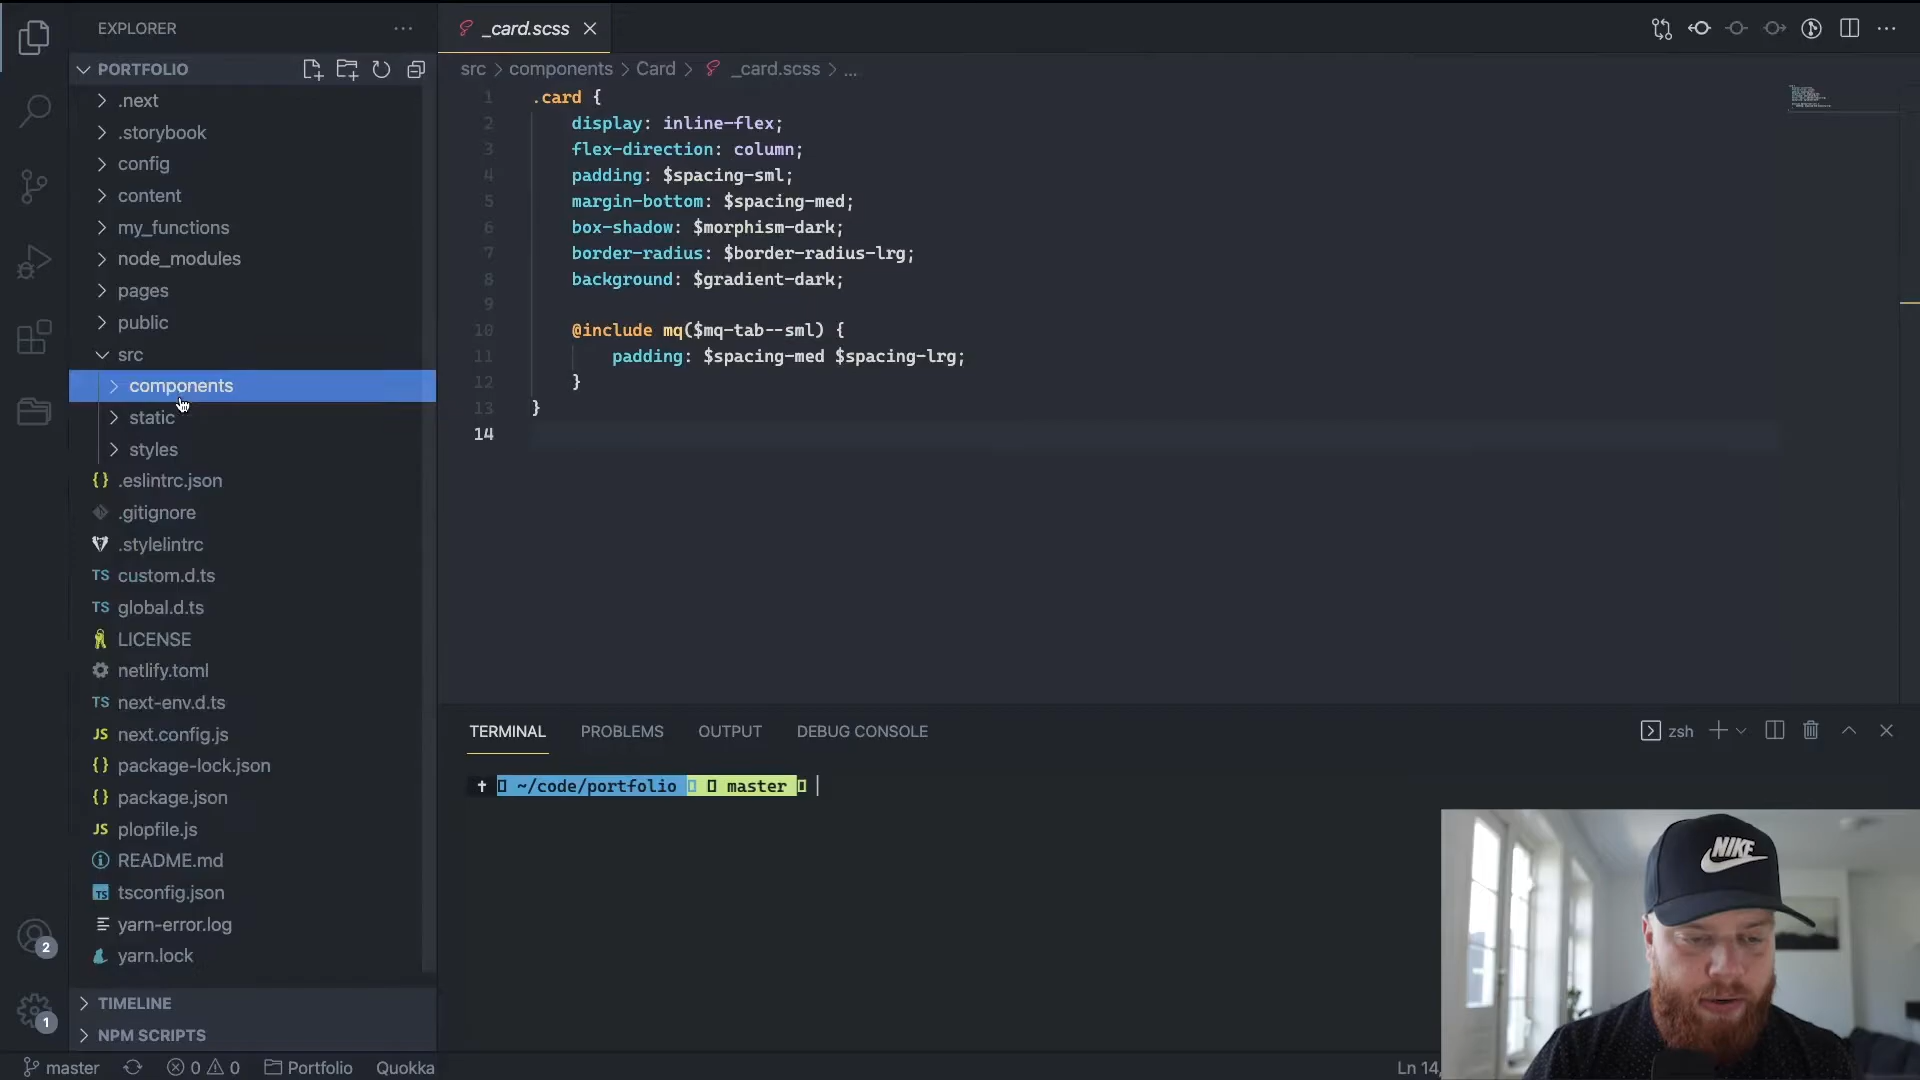 EXPLORER
PORTFOLIO
.next
.storybook
config
content
my_functions
node_modules
pages
public
src
components
static
styles
.eslintrc.json
.gitignore
.stylelintrc
custom.d.ts
global.d.ts
LICENSE
netlify.toml
next-env.d.ts
next.config.js
package-lock.json
package.json
plopfile.js
README.md
tsconfig.json
yarn-error.log
yarn.lock
TIMELINE
NPM SCRIPTS
_card.scss
src > components > Card > _card.scss > ...
1 .card {
2 display: inline-flex;
3 flex-direction: column;
4 padding: $spacing-sml;
5 margin-bottom: $spacing-med;
6 box-shadow: $morphism-dark;
7 border-radius: $border-radius-lrg;
8 background: $gradient-dark;
9
10 @include mq($mq-tab--sml) {
11 padding: $spacing-med $spacing-lrg;
12 }
13 }
14
TERMINAL PROBLEMS OUTPUT DEBUG CONSOLE
zsh
~/code/portfolio master
NIKE
2
1
master 0 0 Portfolio Quokka
Ln 14,